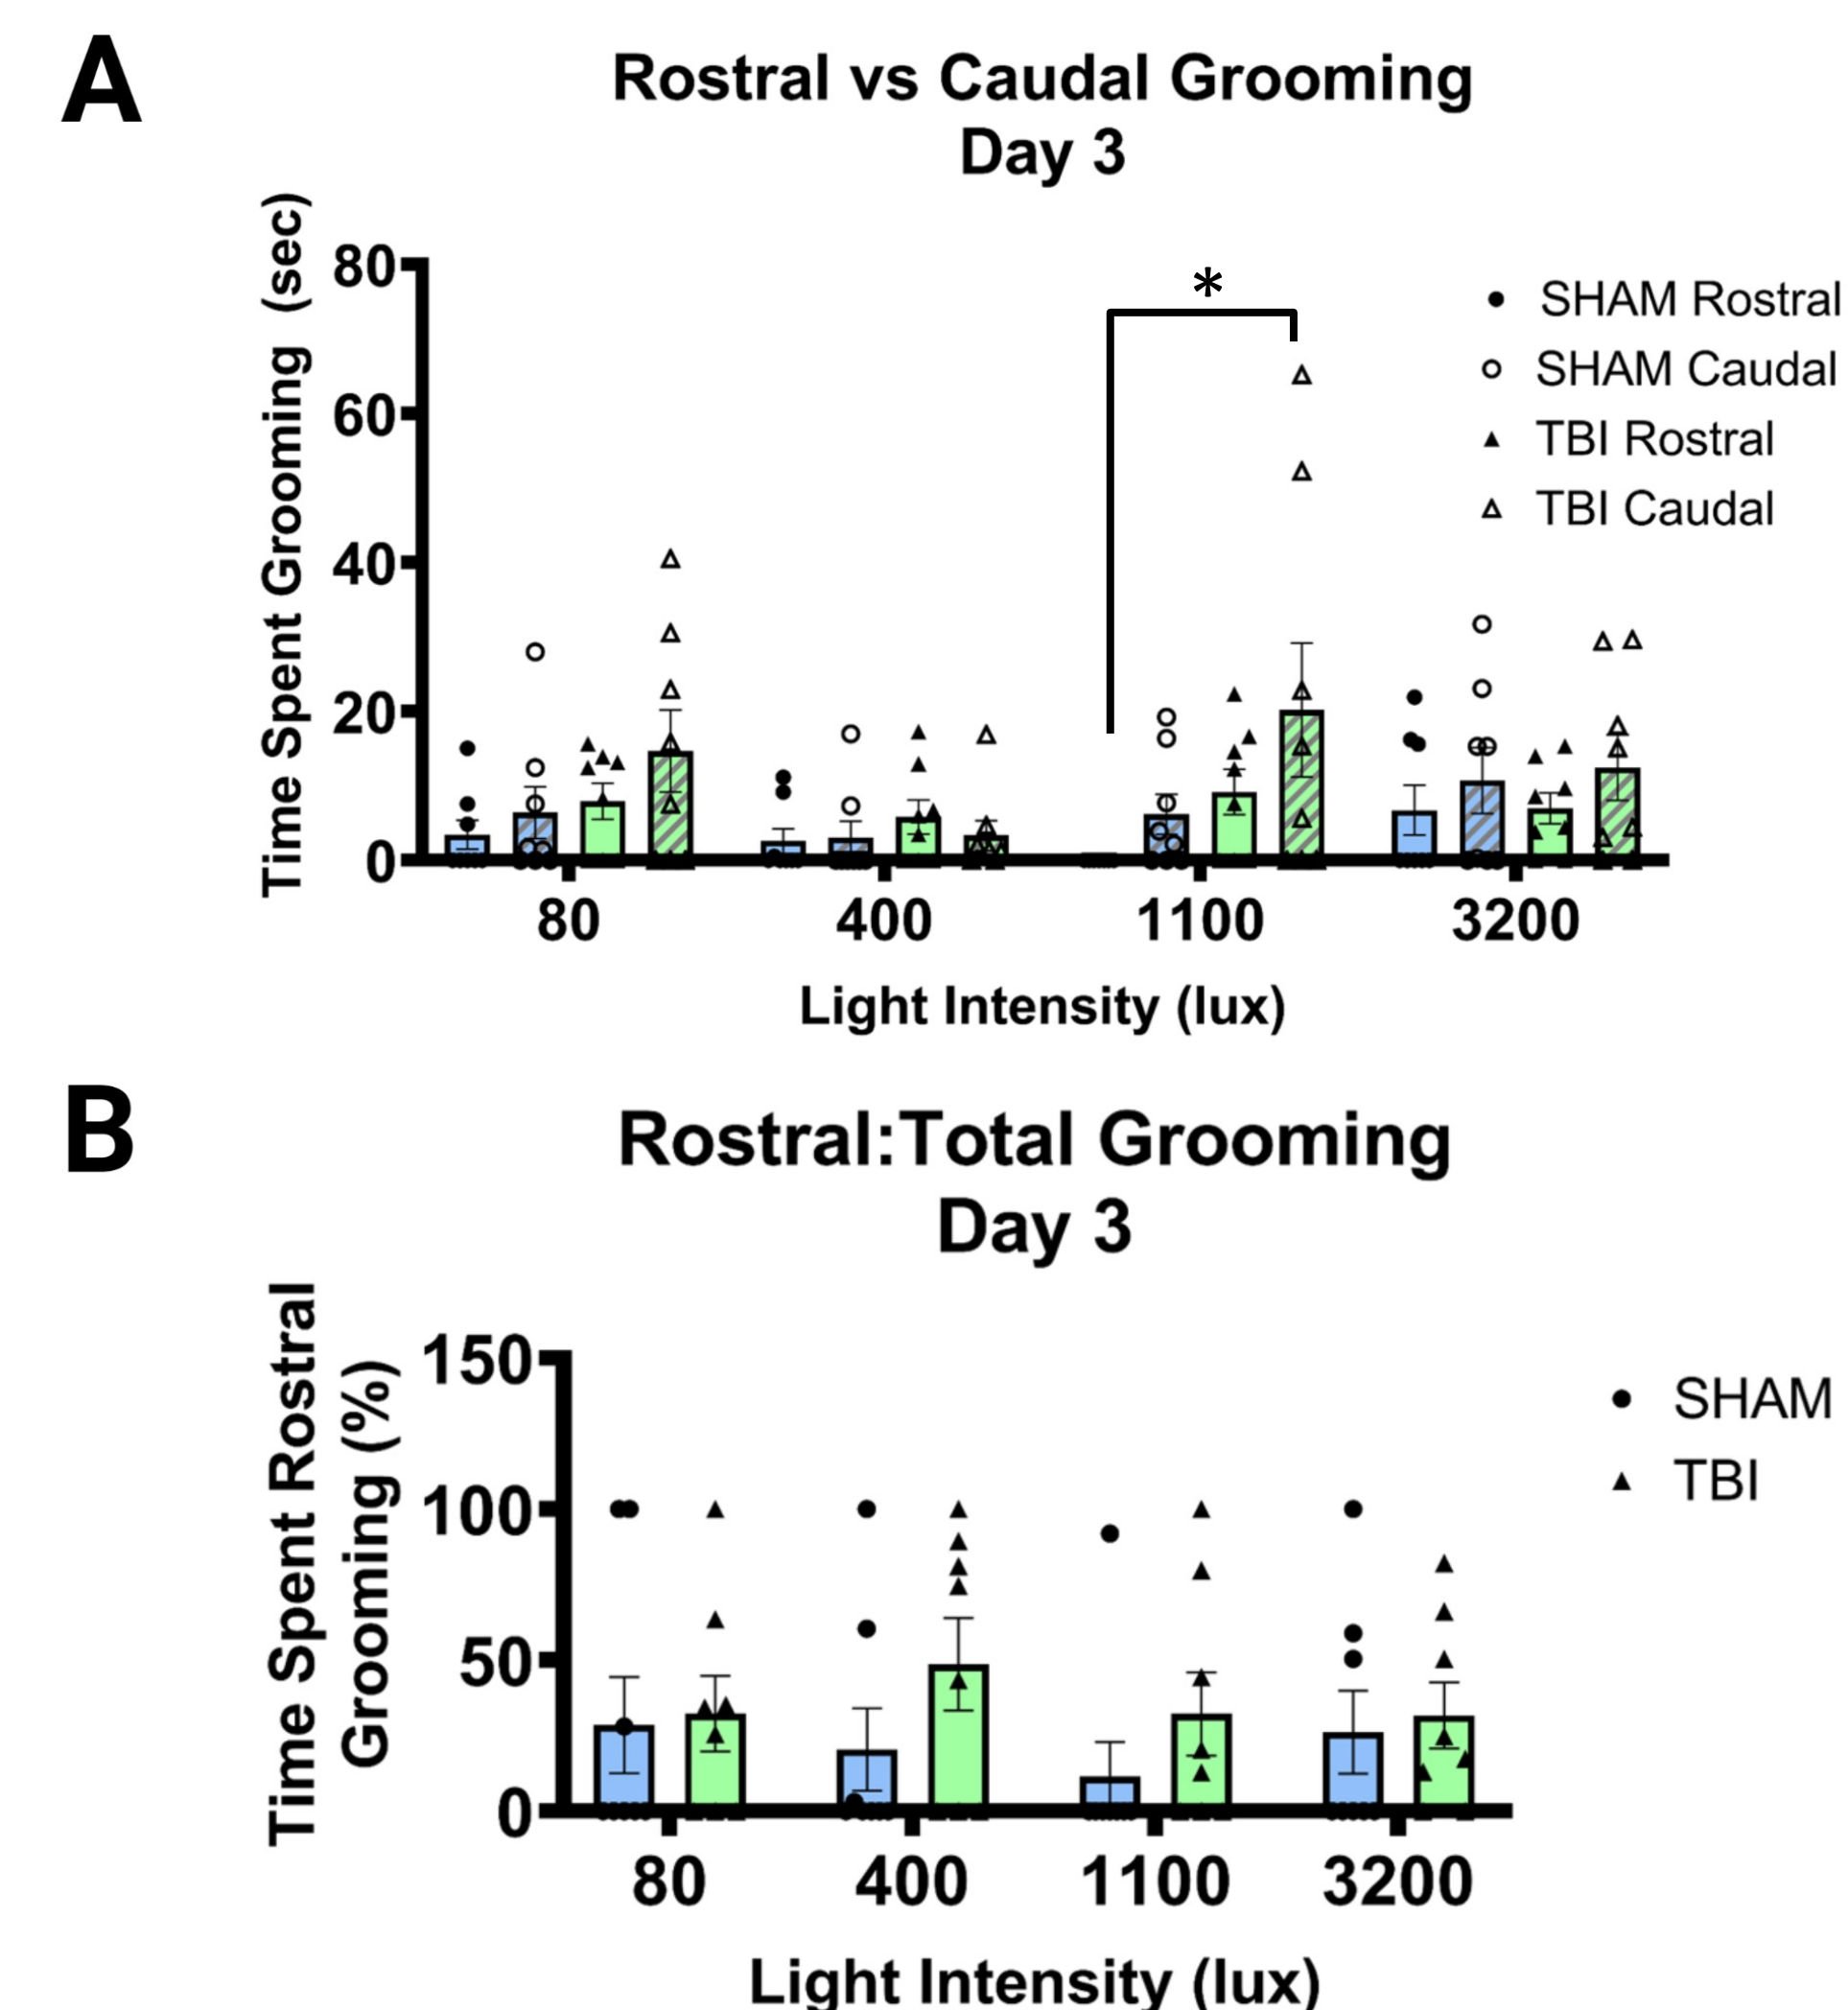 A
Rostral vs Caudal Grooming
Day 3
Time Spent Grooming (sec)
80
60
40
20
0
*
SHAM Rostral
SHAM Caudal
TBI Rostral
TBI Caudal
80 400 1100 3200
Light Intensity (lux)
B
Rostral:Total Grooming
Day 3
Time Spent Rostral
Grooming (%)
150
100
50
0
SHAM
TBI
80 400 1100 3200
Light Intensity (lux)